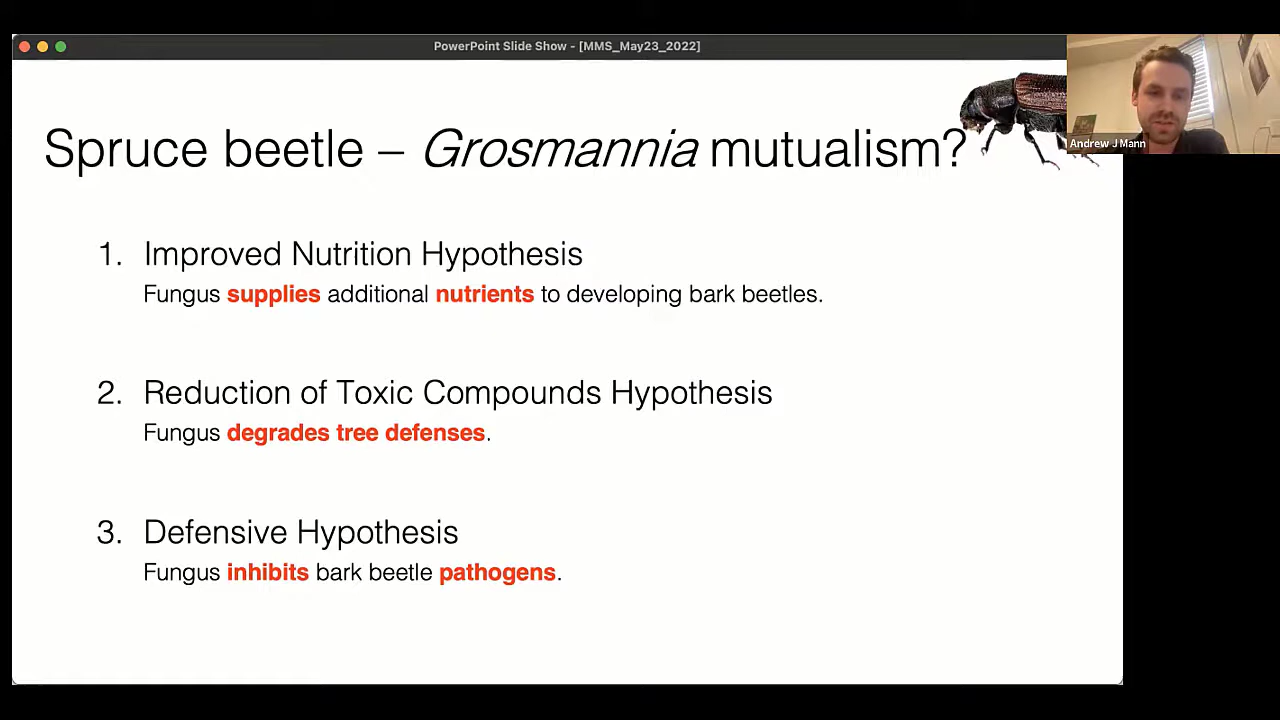 PowerPoint Slide Show - [MMS_May23_2022]
Andrew J Mann
Spruce beetle – Grosmannia mutualism?
1. Improved Nutrition Hypothesis
Fungus supplies additional nutrients to developing bark beetles.
2. Reduction of Toxic Compounds Hypothesis
Fungus degrades tree defenses.
3. Defensive Hypothesis
Fungus inhibits bark beetle pathogens.